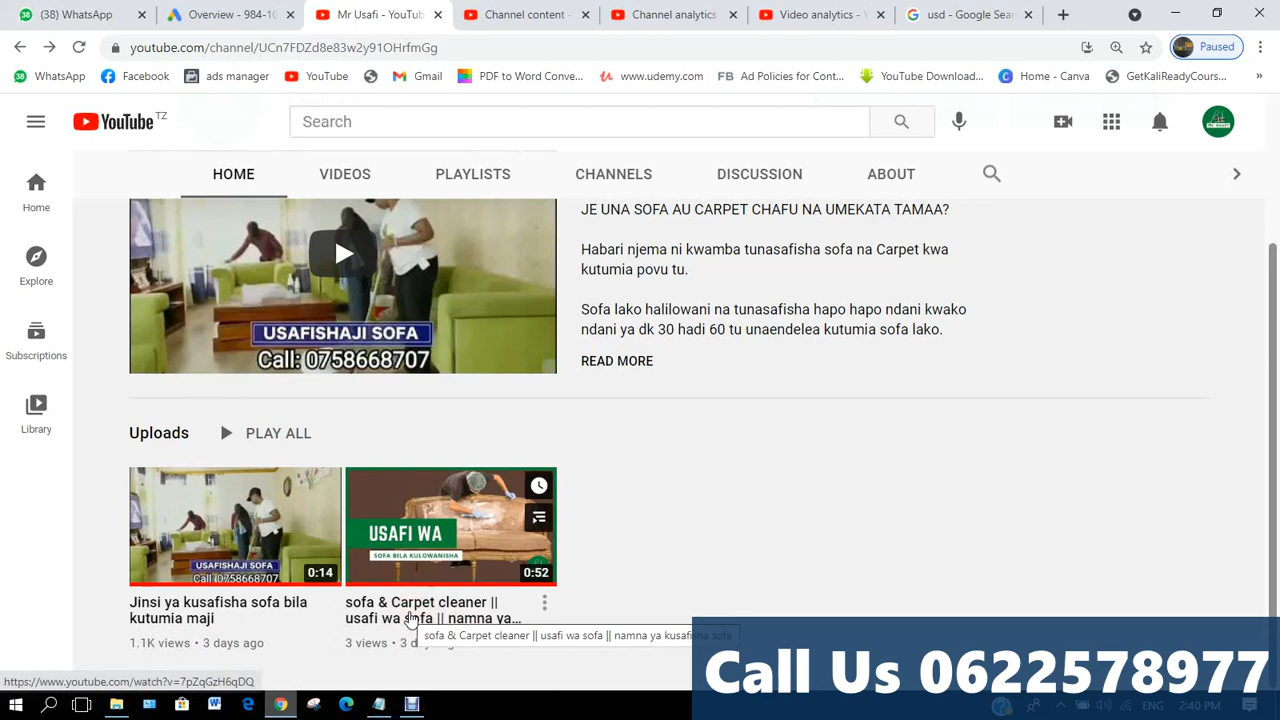 (38) WhatsApp
Overview - 984-10
Mr Usafi - YouTub
Channel content -
Channel analytics
Video analytics - Y
usd - Google Sear
youtube.com/channel/UCn7FDZd8e83w2y91OHrfmGg
Paused
WhatsApp
Facebook
ads manager
YouTube
Gmail
PDF to Word Conve...
www.udemy.com
FB Ad Policies for Cont...
YouTube Download...
Home - Canva
GetKaliReadyCours...
YouTube TZ
Search
HOME
VIDEOS
PLAYLISTS
CHANNELS
DISCUSSION
ABOUT
Home
Explore
Subscriptions
Library
USAFISHAJI SOFA
Call: 0758668707
JE UNA SOFA AU CARPET CHAFU NA UMEKATA TAMAA?
Habari njema ni kwamba tunasafisha sofa na Carpet kwa
kutumia povu tu.
Sofa lako halilowani na tunasafisha hapo hapo ndani kwako
ndani ya dk 30 hadi 60 tu unaendelea kutumia sofa lako.
READ MORE
Uploads
PLAY ALL
USAFISHAJI SOFA
Call: 0758668707
0:14
USAFI WA
SOFA BILA KULOWANISHA
0:52
Jinsi ya kusafisha sofa bila
kutumia maji
1.1K views • 3 days ago
sofa & Carpet cleaner ||
usafi wa sofa || namna ya...
3 views • 3
sofa & Carpet cleaner || usafi wa sofa || namna ya kusafisha sofa
https://www.youtube.com/watch?v=7pZqGzH6qDQ
Call Us 0622578977
ENG
2:40 PM